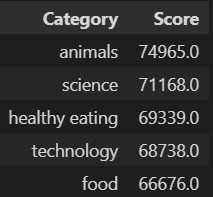 Category Score
animals 74965.0
science 71168.0
healthy eating 69339.0
technology 68738.0
food 66676.0